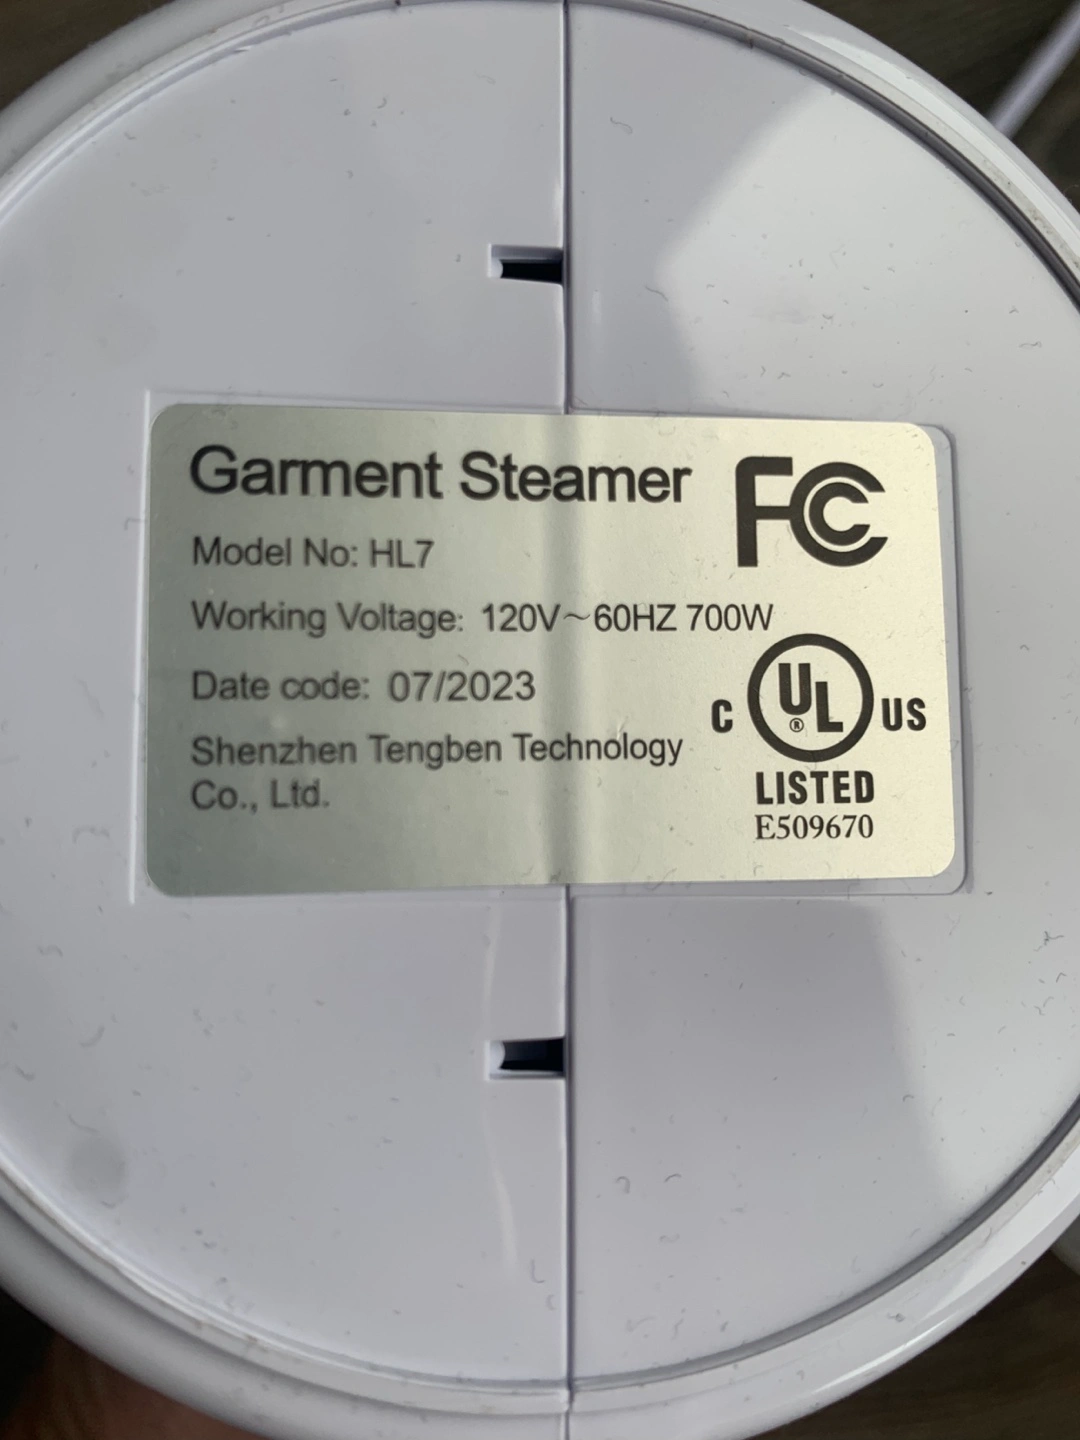 Garment Steamer
FC
Model No: HL7
Working Voltage: 120V~60HZ 700W
Date code: 07/2023
C UL® US
Shenzhen Tengben Technology
Co., Ltd.
LISTED
E509670